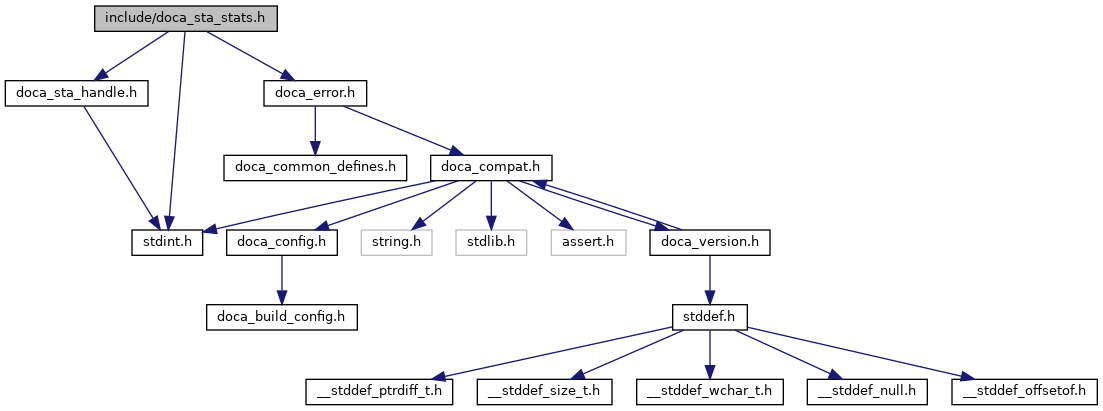 include/doca_sta_stats.h
doca_sta_handle.h
doca_error.h
doca_common_defines.h
doca_compat.h
stdint.h
doca_config.h
string.h
stdlib.h
assert.h
doca_version.h
doca_build_config.h
stddef.h
__stddef_ptrdiff_t.h
__stddef_size_t.h
__stddef_wchar_t.h
__stddef_null.h
__stddef_offsetof.h